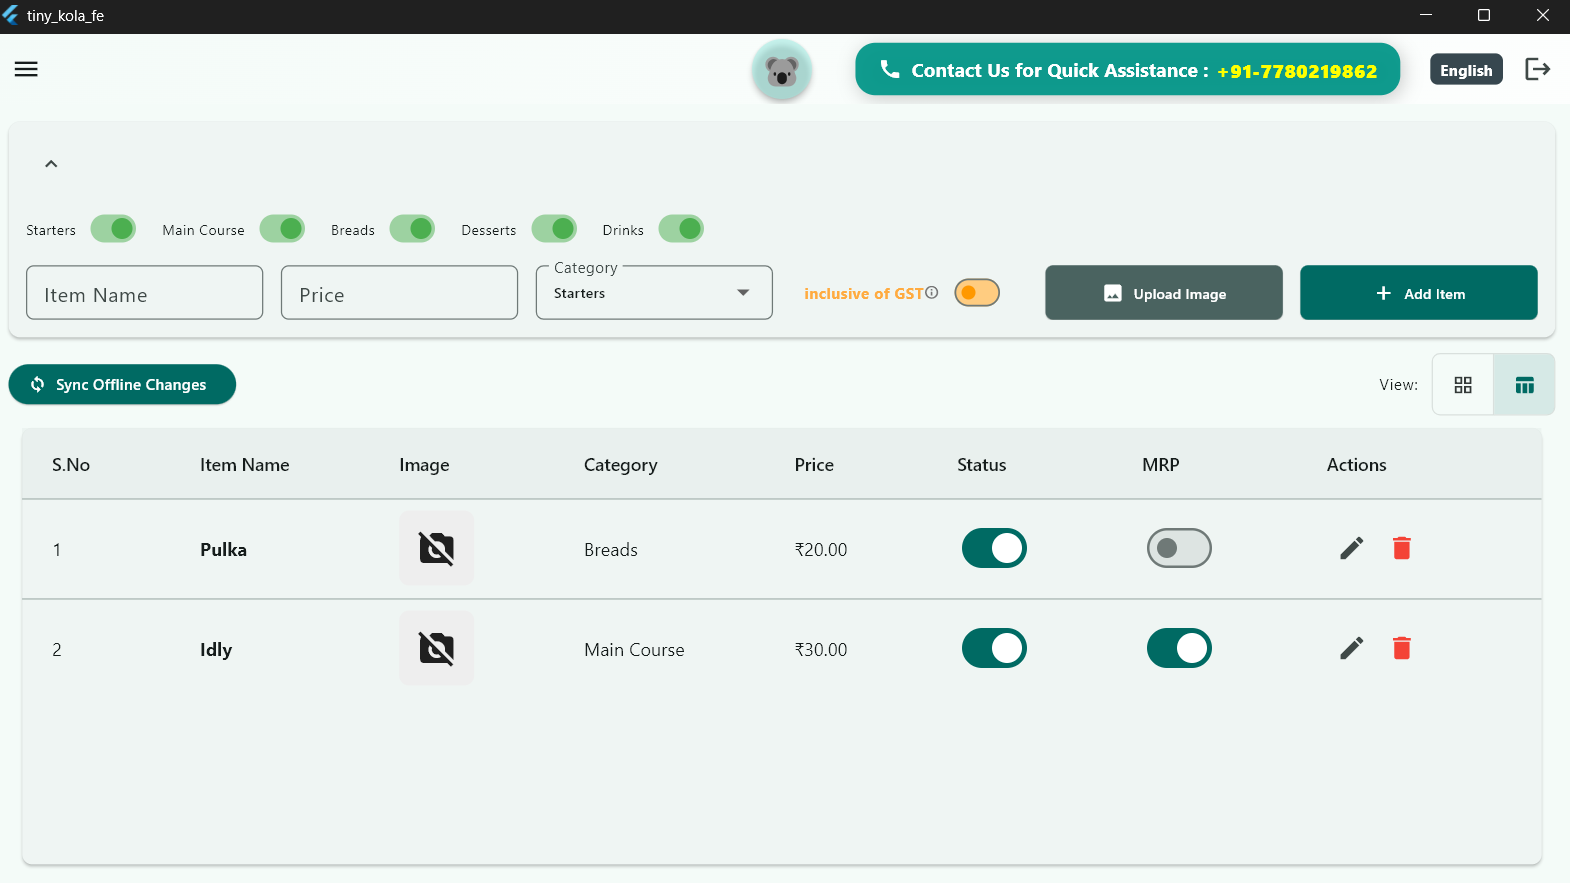 tiny_kola_fe
Contact Us for Quick Assistance : +91-7780219862
English
Starters
Main Course
Breads
Desserts
Drinks
Item Name
Price
Category
Starters
inclusive of GST
Upload Image
Add Item
Sync Offline Changes
View:
S.No Item Name Image Category Price Status MRP Actions
1 Pulka Breads ₹20.00
2 Idly Main Course ₹30.00